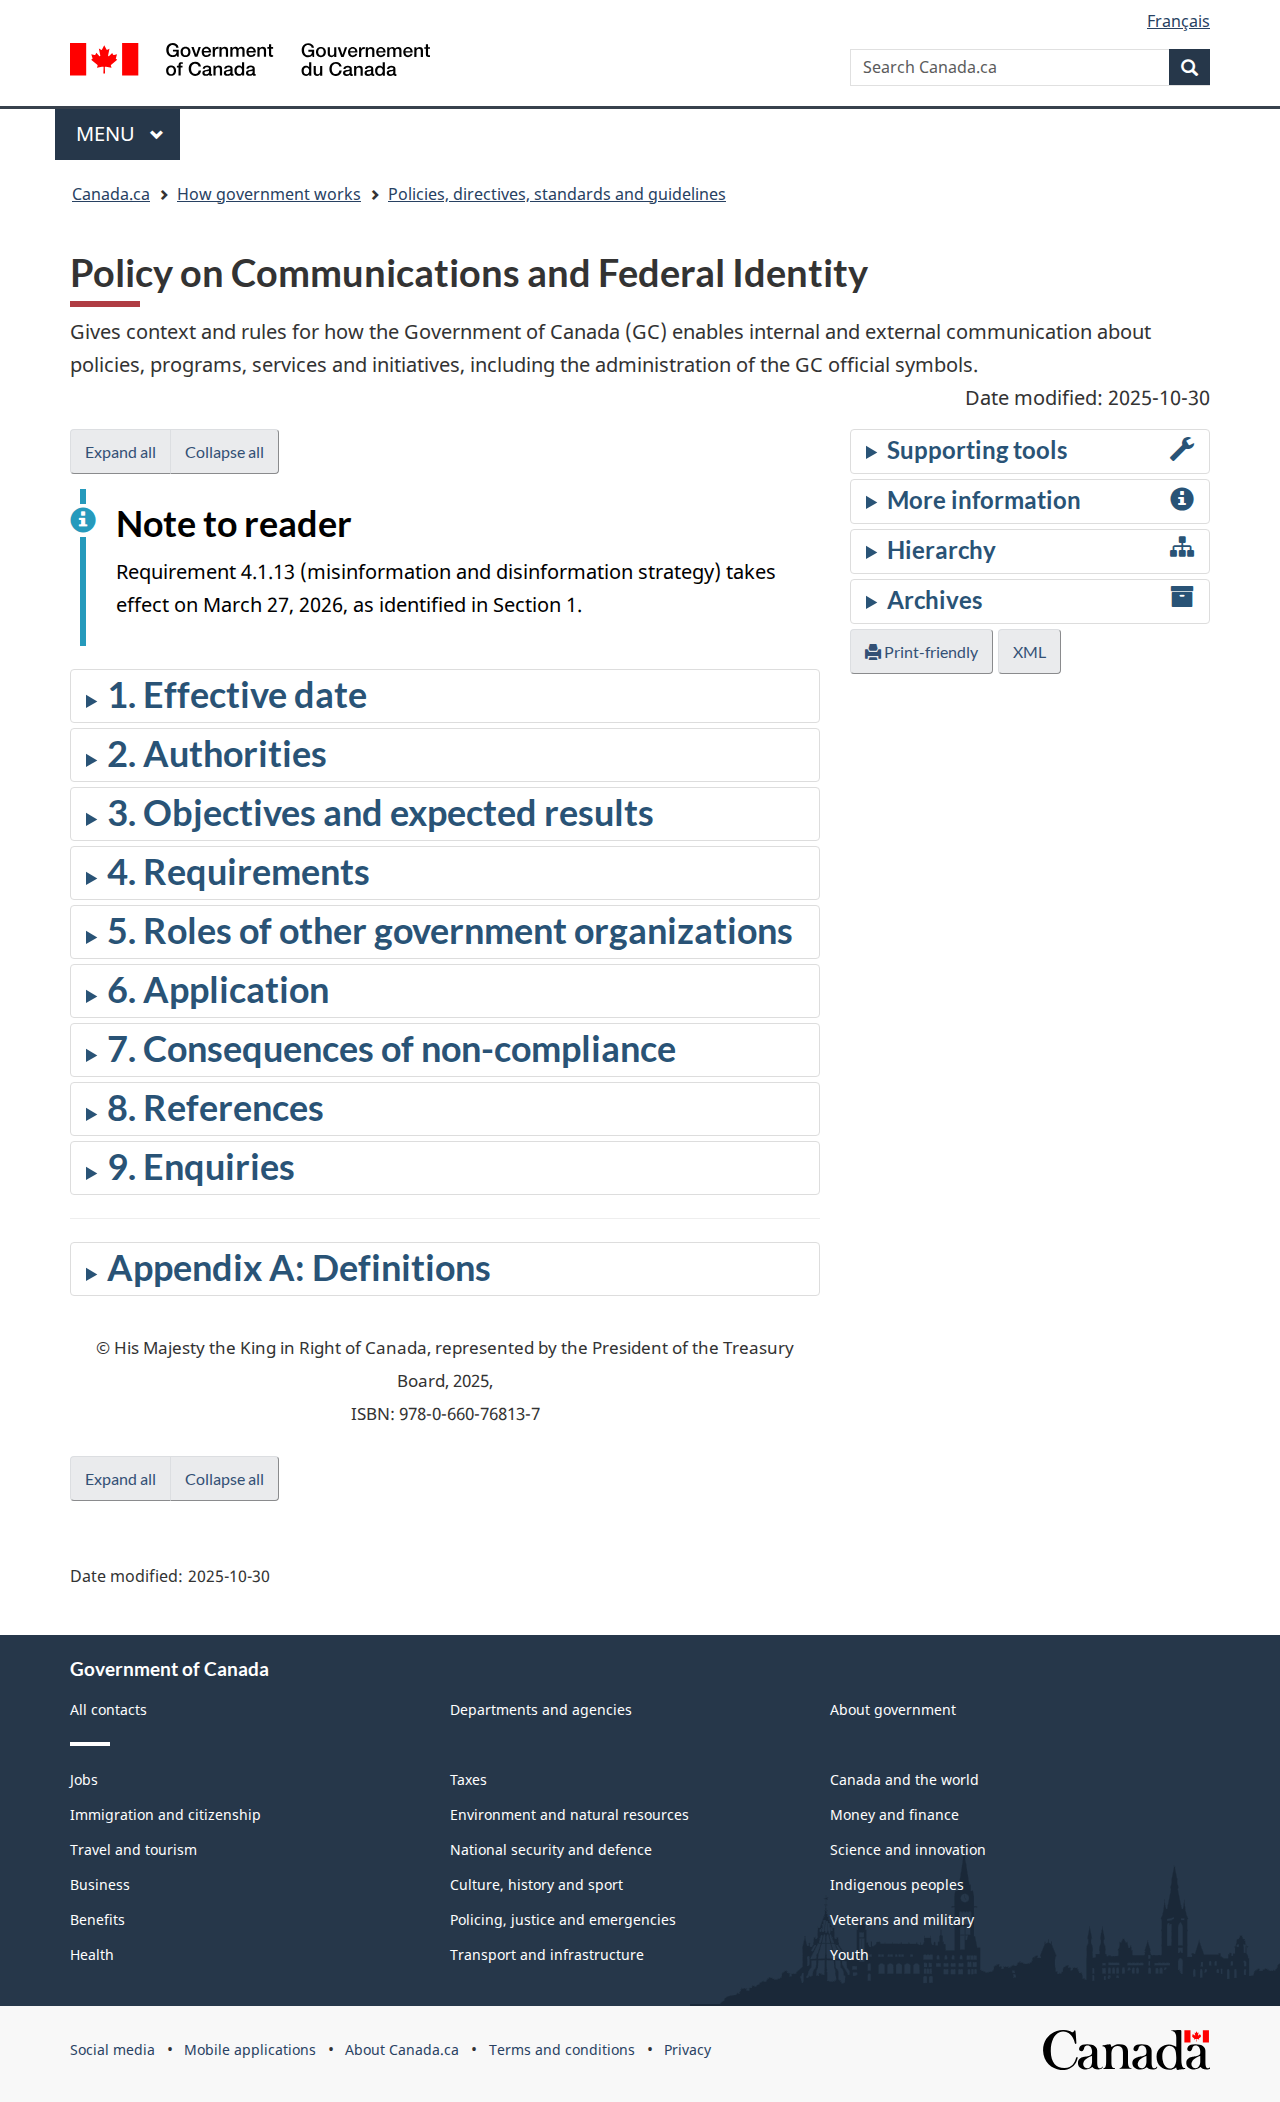 Français
Government
of Canada
Gouvernement
du Canada
Search Canada.ca
MENU
Canada.ca
How government works
Policies, directives, standards and guidelines
Policy on Communications and Federal Identity
Gives context and rules for how the Government of Canada (GC) enables internal and external communication about
policies, programs, services and initiatives, including the administration of the GC official symbols.
Date modified: 2025-10-30
Expand all
Collapse all
Note to reader
Requirement 4.1.13 (misinformation and disinformation strategy) takes
effect on March 27, 2026, as identified in Section 1.
1. Effective date
2. Authorities
3. Objectives and expected results
4. Requirements
5. Roles of other government organizations
6. Application
7. Consequences of non-compliance
8. References
9. Enquiries
Appendix A: Definitions
© His Majesty the King in Right of Canada, represented by the President of the Treasury
Board, 2025,
ISBN: 978-0-660-76813-7
Expand all
Collapse all
Supporting tools
More information
Hierarchy
Archives
Print-friendly
XML
Date modified: 2025-10-30
Government of Canada
All contacts
Departments and agencies
About government
Jobs
Taxes
Canada and the world
Immigration and citizenship
Environment and natural resources
Money and finance
Travel and tourism
National security and defence
Science and innovation
Business
Culture, history and sport
Indigenous peoples
Benefits
Policing, justice and emergencies
Veterans and military
Health
Transport and infrastructure
Youth
Social media • Mobile applications • About Canada.ca • Terms and conditions • Privacy
Canada